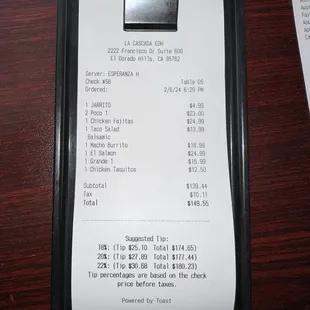 LA CASCADA EDH
2222 Francisco Dr Suite 600
El Dorado Hills, CA 95762
Server: ESPERANZA H
Check #56 Table 05
Ordered: 2/6/24 6:29 PM
1 JARRITO $4.99
2 Poco 1 $23.00
1 Chicken Fajitas $24.99
1 Taco Salad $13.99
Balsamic
1 Macho Burrito $18.99
1 El Salmon $24.99
1 Grande 1 $15.99
1 Chicken Taquitos $12.50
Subtotal $139.44
Tax $10.11
Total $149.55
Suggested Tip:
18%: (Tip $25.10 Total $174.65)
20%: (Tip $27.89 Total $177.44)
22%: (Tip $30.68 Total $180.23)
Tip percentages are based on the check
price before taxes.
Powered by Toast